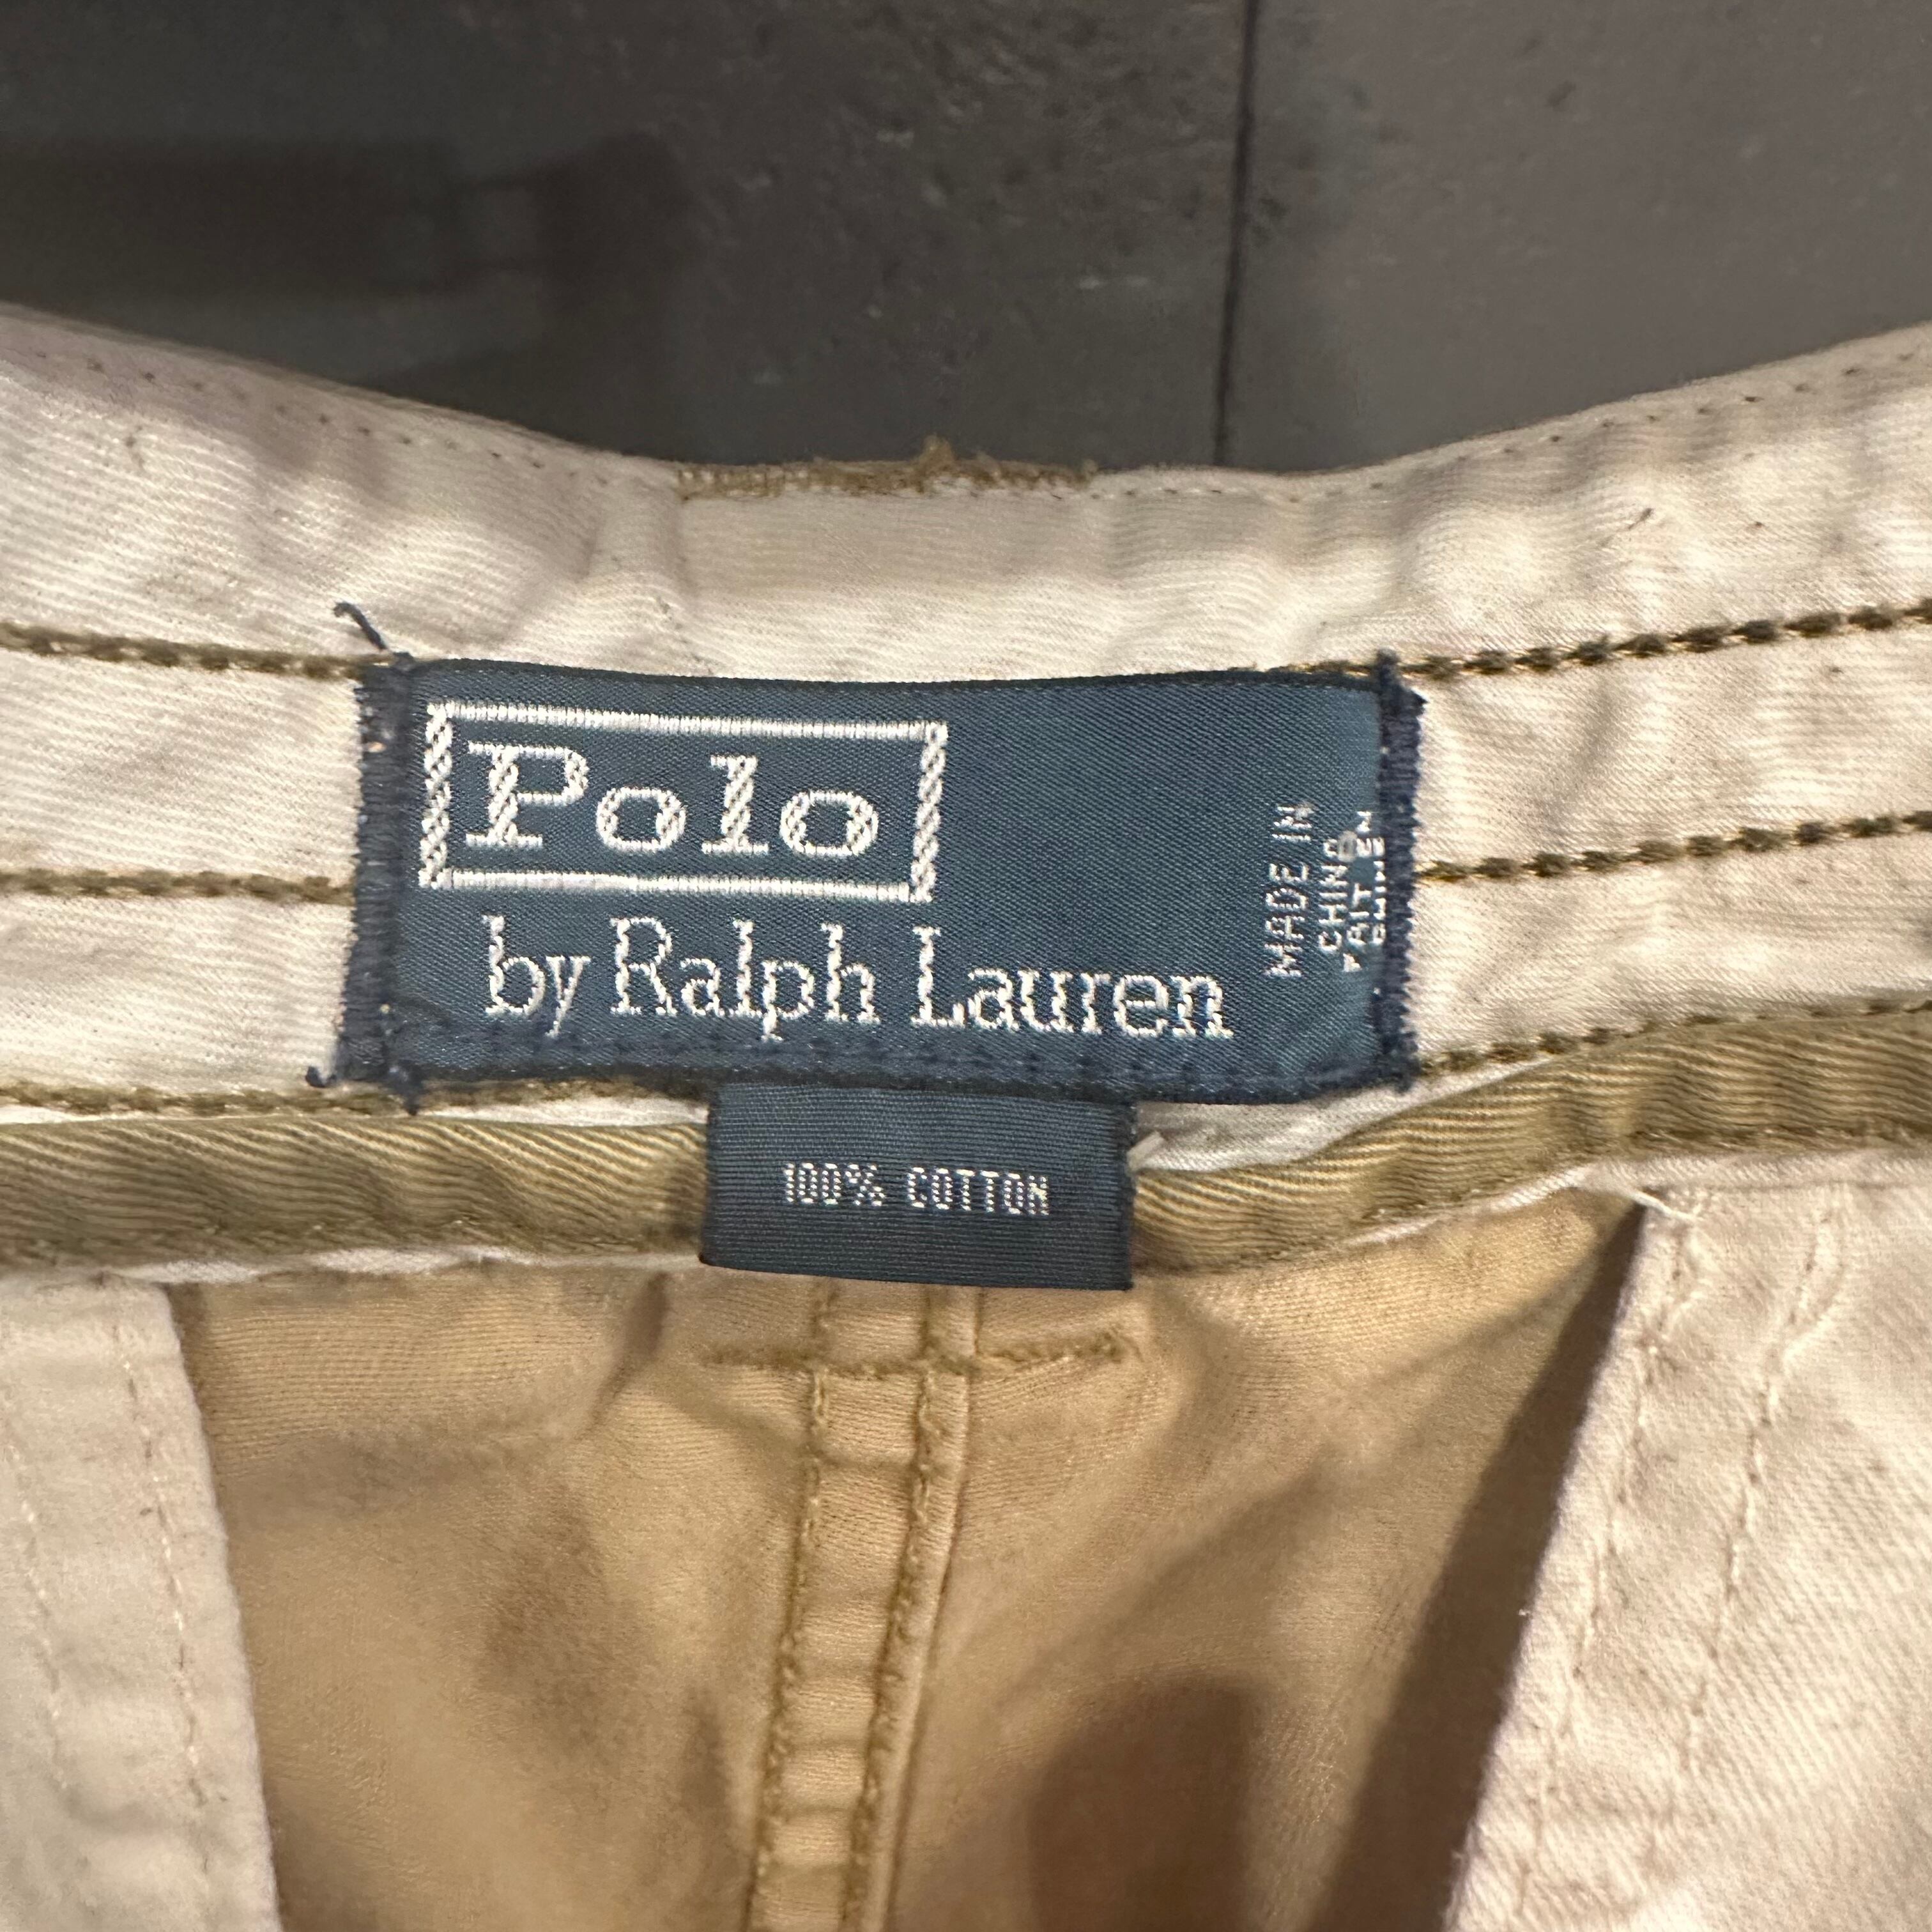 Polo
by Ralph Lauren
MADE IN
CHINA
100% COTTON